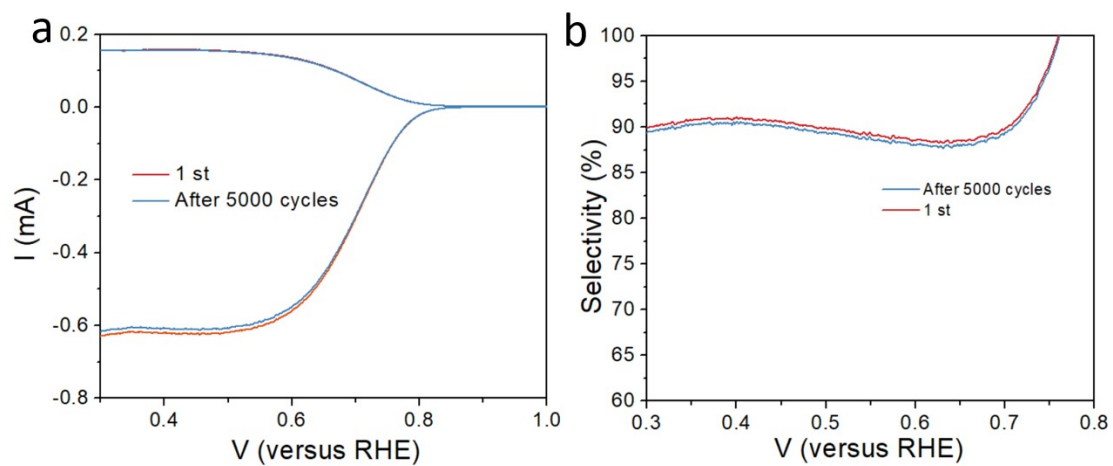 a
0.2
0.0
-0.2
-0.4
-0.6
-0.8
I (mA)
1 st
After 5000 cycles
0.4
0.6
0.8
1.0
V (versus RHE)
b
100
95
90
85
80
75
70
65
60
Selectivity (%)
After 5000 cycles
1 st
0.3
0.4
0.5
0.6
0.7
0.8
V (versus RHE)